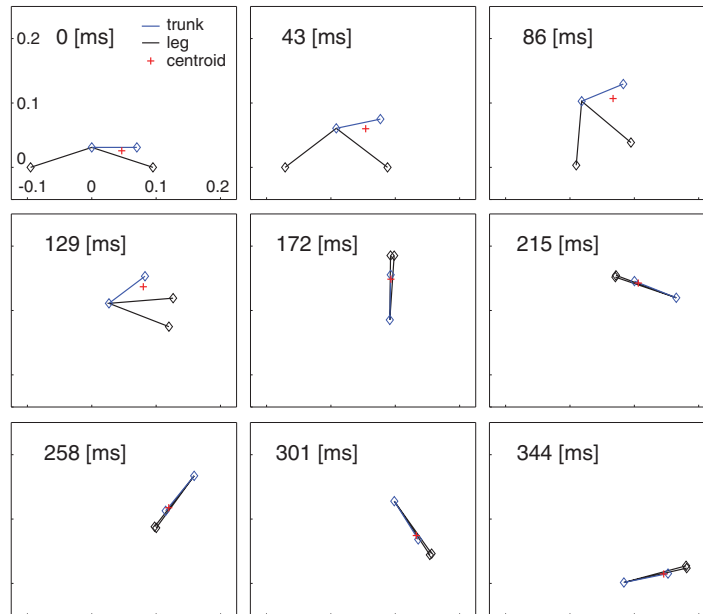 0 [ms]
trunk
leg
centroid
0.2
0.1
0
-0.1 0 0.1 0.2
43 [ms]
86 [ms]
129 [ms]
172 [ms]
215 [ms]
258 [ms]
301 [ms]
344 [ms]